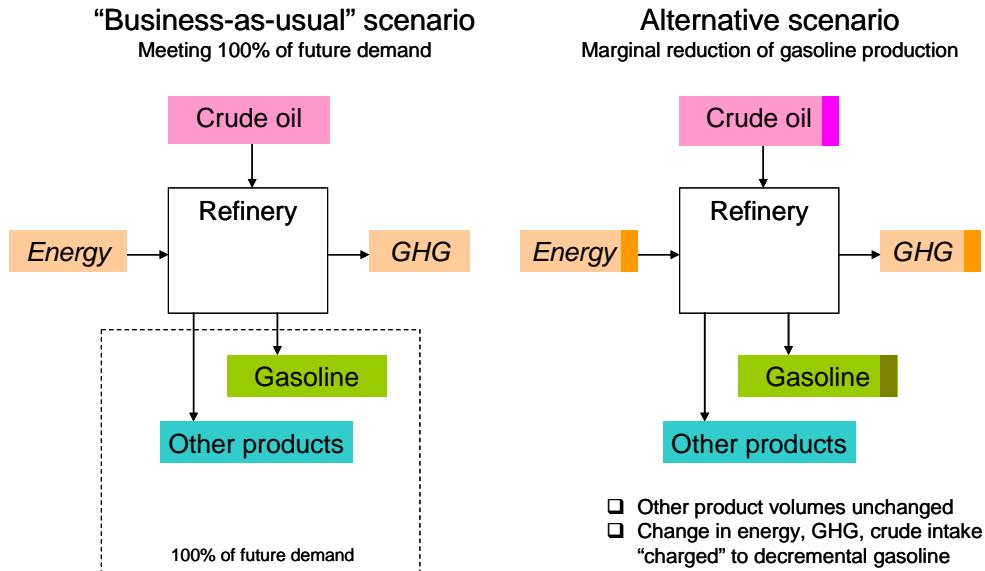 “Business-as-usual” scenario
Meeting 100% of future demand
Crude oil
Refinery
Energy
GHG
Gasoline
Other products
100% of future demand
Alternative scenario
Marginal reduction of gasoline production
Crude oil
Refinery
Energy
GHG
Gasoline
Other products
❑ Other product volumes unchanged
❑ Change in energy, GHG, crude intake
“charged” to decremental gasoline